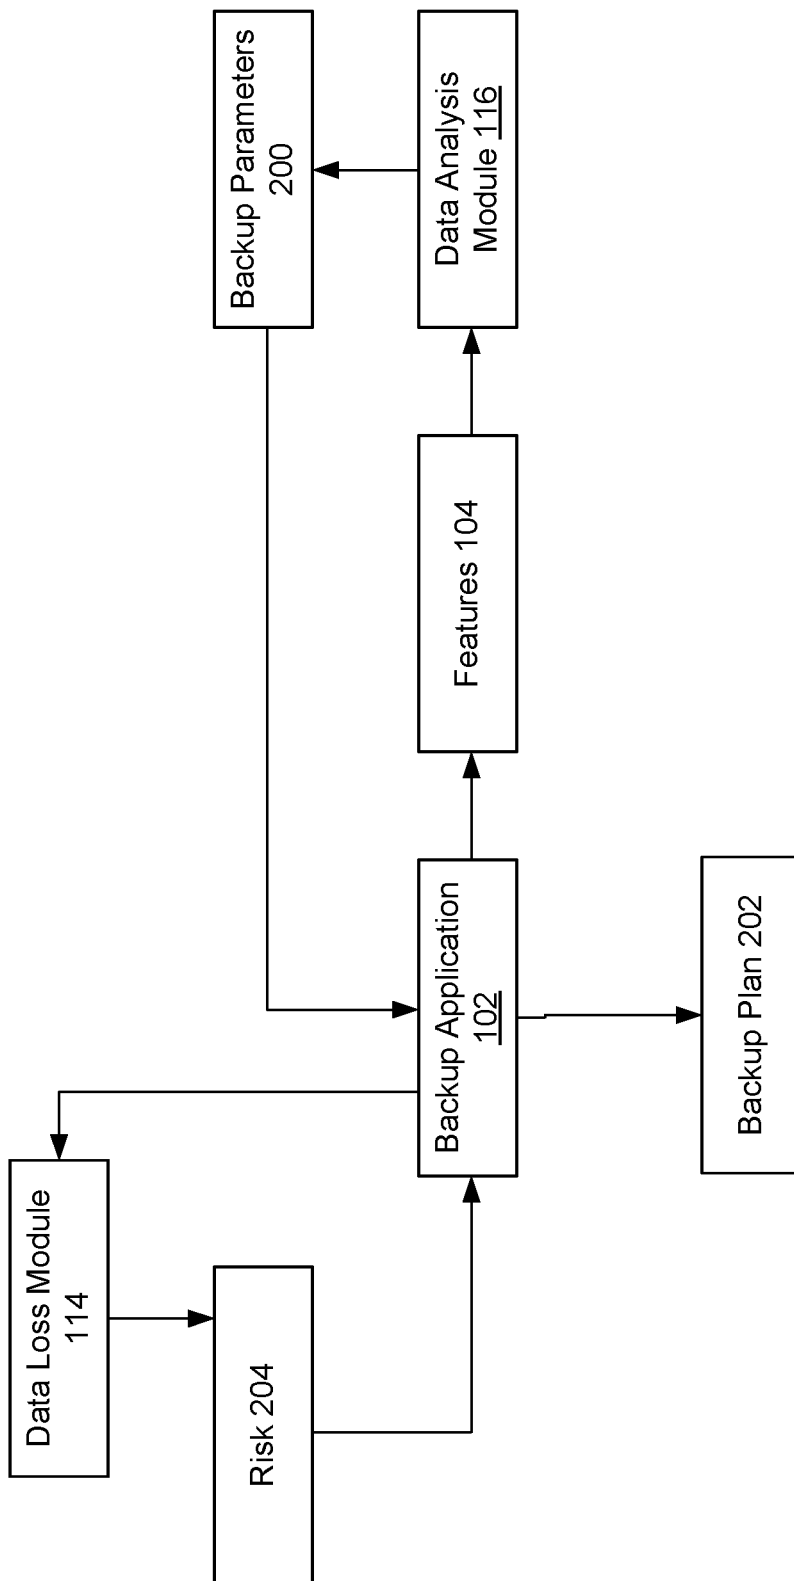 Data Loss Module
114
Risk 204
Backup Parameters
200
Backup Application
102
Features 104
Data Analysis
Module 116
Backup Plan 202